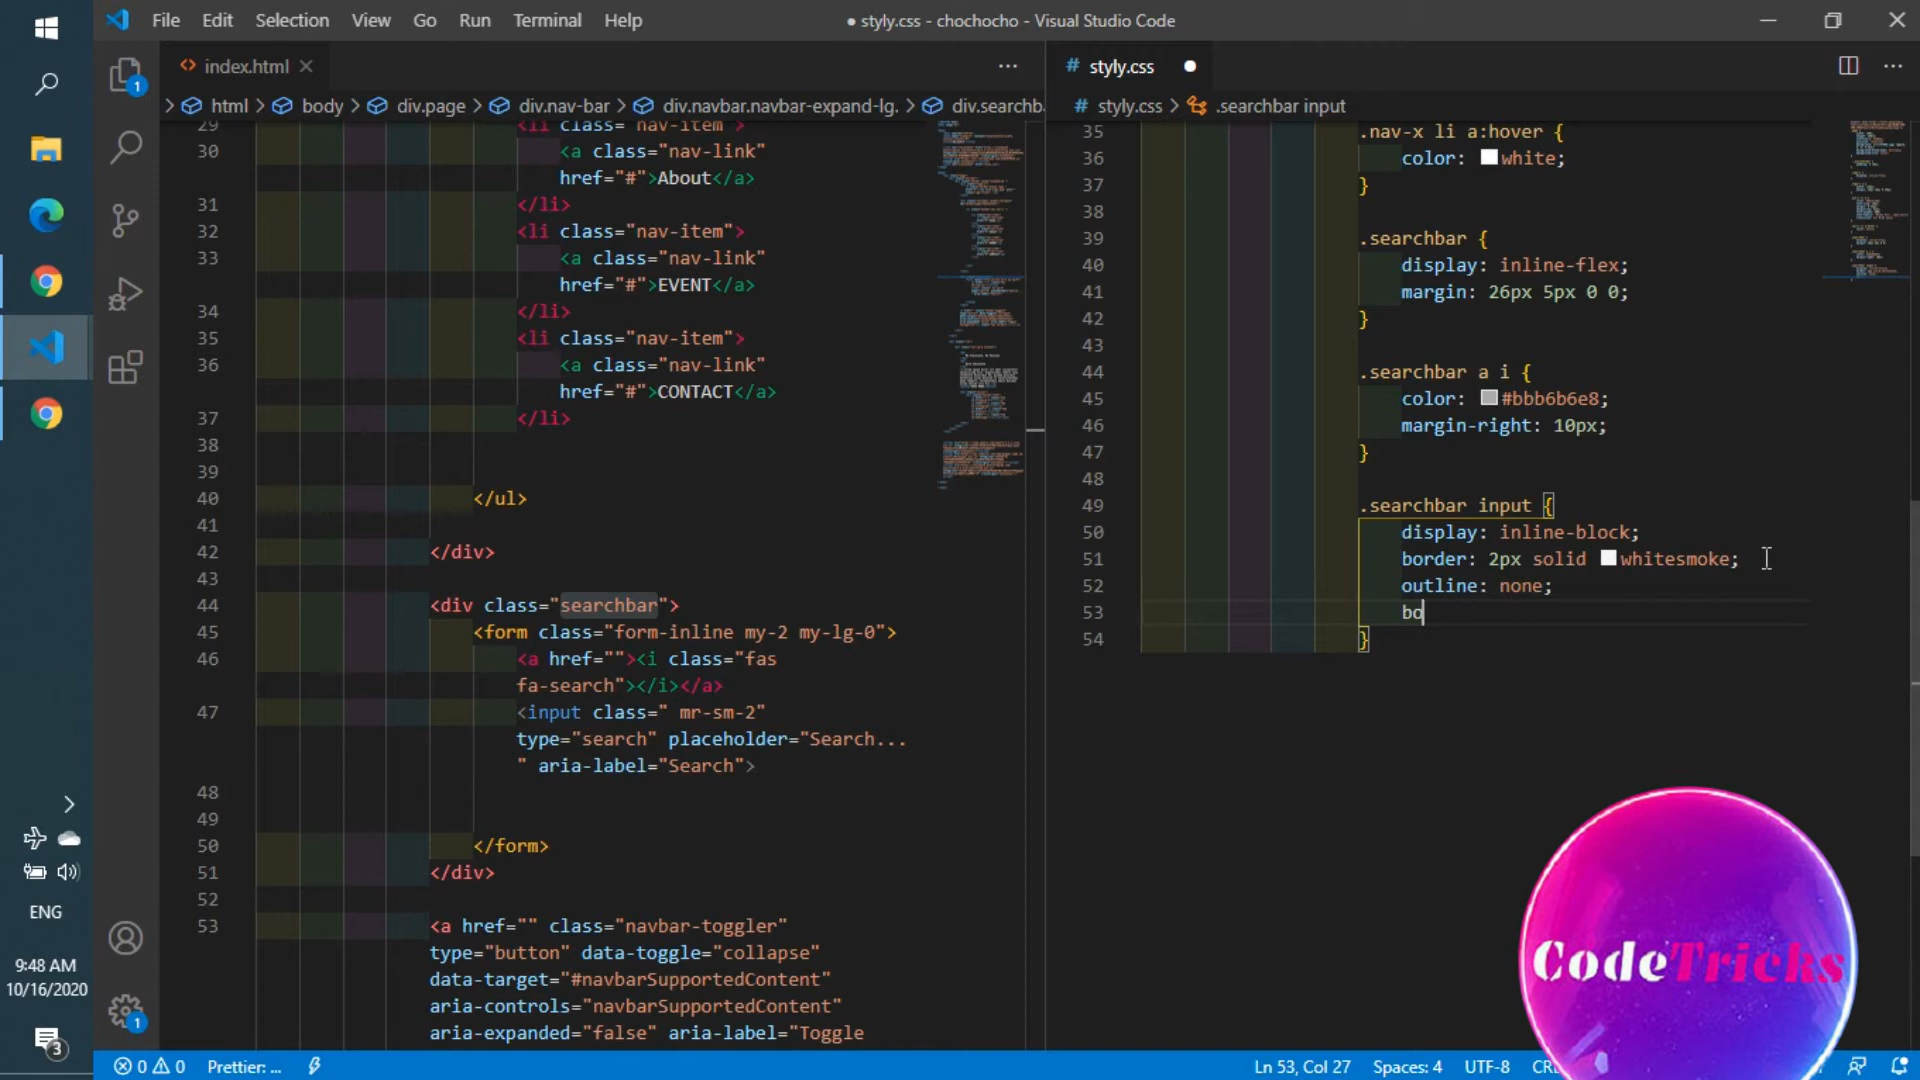 File Edit Selection View Go Run Terminal Help
● styly.css - chochocho - Visual Studio Code
index.html
styly.css
html > body > div.page > div.nav-bar > div.navbar.navbar-expand-lg. > div.searchb
styly.css > .searchbar input
29 <li class="nav-item">
30 <a class="nav-link"
href="#">About</a>
31 </li>
32 <li class="nav-item">
33 <a class="nav-link"
href="#">EVENT</a>
34 </li>
35 <li class="nav-item">
36 <a class="nav-link"
href="#">CONTACT</a>
37 </li>
38
39
40 </ul>
41
42 </div>
43
44 <div class="searchbar">
45 <form class="form-inline my-2 my-lg-0">
46 <a href=""><i class="fas
fa-search"></i></a>
47 <input class=" mr-sm-2"
type="search" placeholder="Search...
" aria-label="Search">
48
49
50 </form>
51 </div>
52
53 <a href="" class="navbar-toggler"
type="button" data-toggle="collapse"
data-target="#navbarSupportedContent"
aria-controls="navbarSupportedContent"
aria-expanded="false" aria-label="Toggle
35 .nav-x li a:hover {
36 color: white;
37 }
38
39 .searchbar {
40 display: inline-flex;
41 margin: 26px 5px 0 0;
42 }
43
44 .searchbar a i {
45 color: #bbb6b6e8;
46 margin-right: 10px;
47 }
48
49 .searchbar input {
50 display: inline-block;
51 border: 2px solid whitesmoke;
52 outline: none;
53 bo
54 }
1
ENG
9:48 AM
10/16/2020
3
1
CodeTricks
0 0 Prettier: ...
Ln 53, Col 27 Spaces: 4 UTF-8